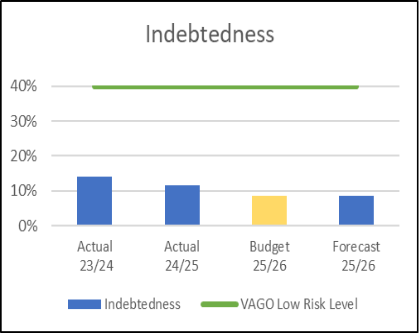 Indebtedness
40%
30%
20%
10%
0%
Actual Actual Budget Forecast
23/24 24/25 25/26 25/26
Indebtedness VAGO Low Risk Level